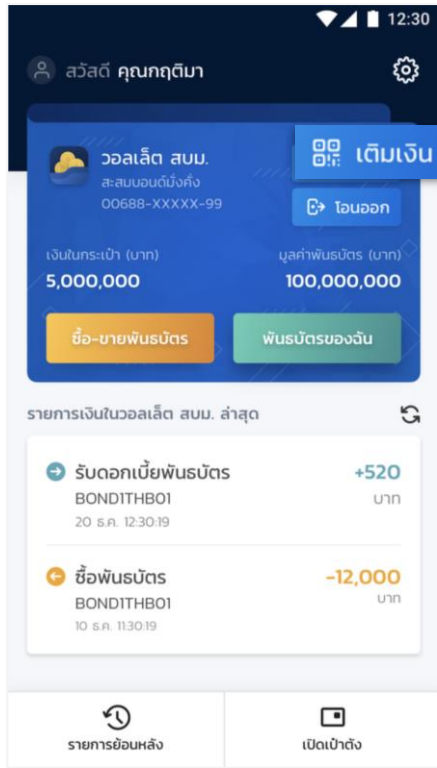 12:30
สวัสดี คุณกฤติมา
วอลเล็ต สบม.
สะสมบอนด์มั่งคั่ง
00688-XXXXX-99
เติมเงิน
โอนออก
เงินในกระเป๋า (บาท)
มูลค่าพันธบัตร (บาท)
5,000,000
100,000,000
ซื้อ-ขายพันธบัตร
พันธบัตรของฉัน
รายการเงินในวอลเล็ต สบม. ล่าสุด
รับดอกเบี้ยพันธบัตร
+520
BOND1THB01
บาท
20 ธ.ค. 12:30:19
ซื้อพันธบัตร
-12,000
BOND1THB01
บาท
10 ธ.ค. 11:30:19
รายการย้อนหลัง
เปิดเป๋าตัง